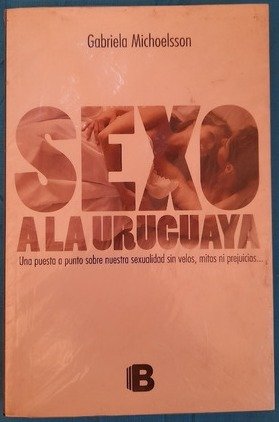 Gabriela Michoelsson
SEXO
A LA URUGUAYA
Una puesta a punto sobre nuestra sexualidad sin velos, mitos ni prejuicios...
B